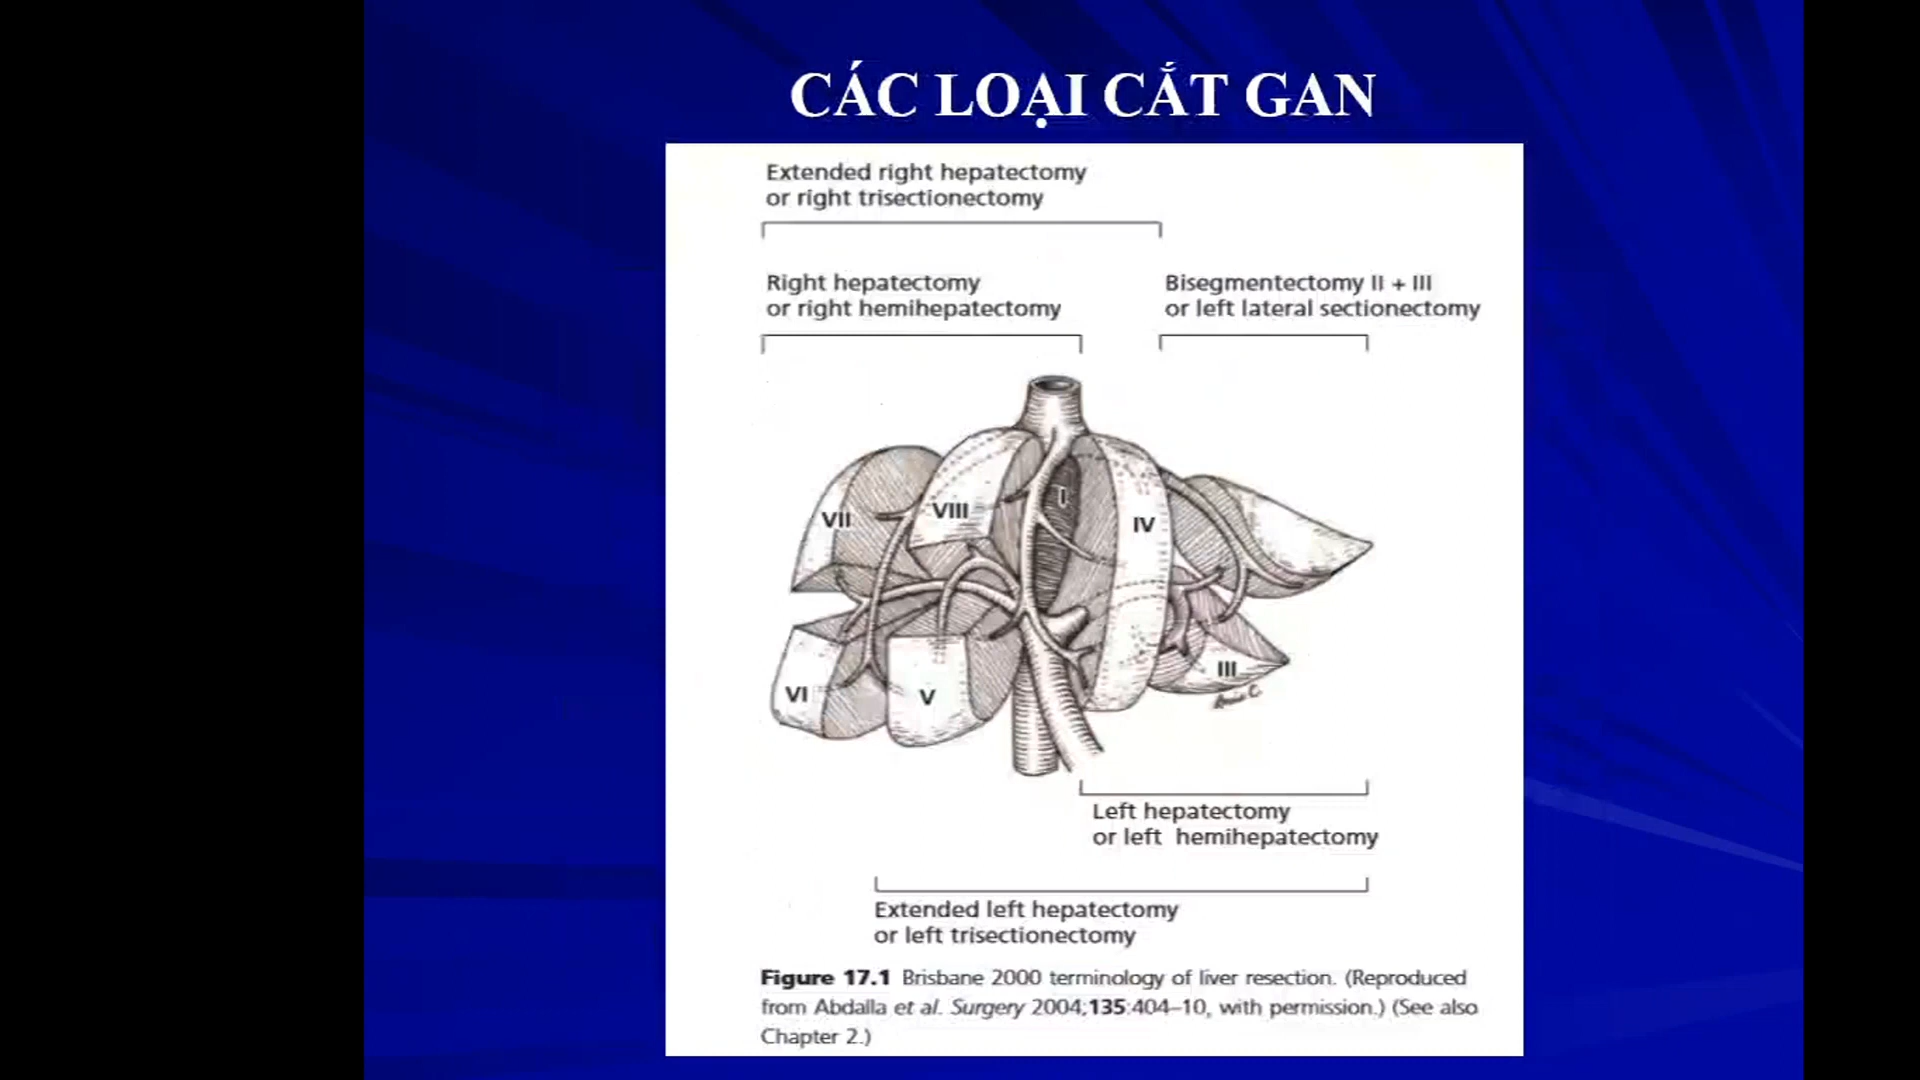 CÁC LOẠI CẮT GAN
Extended right hepatectomy
or right trisectionectomy
Right hepatectomy
or right hemihepatectomy
Bisegmentectomy II + III
or left lateral sectionectomy
VII
VIII
I
IV
VI
V
III
Left hepatectomy
or left hemihepatectomy
Extended left hepatectomy
or left trisectionectomy
Figure 17.1 Brisbane 2000 terminology of liver resection. (Reproduced
from Abdalla et al. Surgery 2004;135:404–10, with permission.) (See also
Chapter 2.)